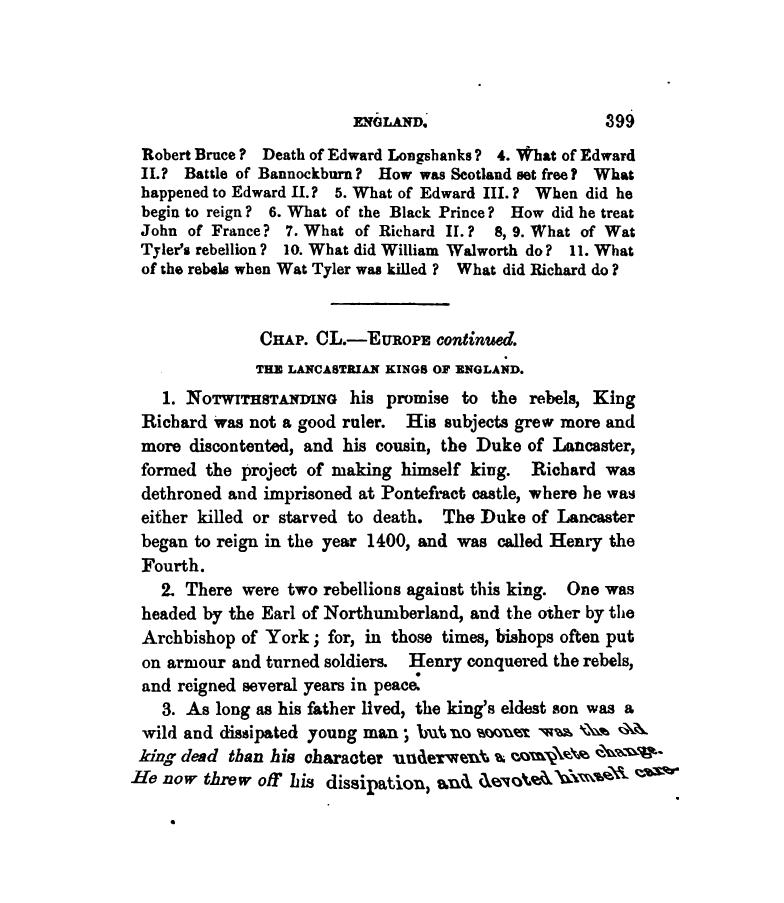 ENGLAND. 399
Robert Bruce? Death of Edward Longshanks? 4. What of Edward
II.? Battle of Bannockburn? How was Scotland set free? What
happened to Edward II.? 5. What of Edward III.? When did he
begin to reign? 6. What of the Black Prince? How did he treat
John of France? 7. What of Richard II.? 8, 9. What of Wat
Tyler's rebellion? 10. What did William Walworth do? 11. What
of the rebels when Wat Tyler was killed? What did Richard do?
CHAP. CL.—EUROPE continued.
THE LANCASTRIAN KINGS OF ENGLAND.
1. NOTWITHSTANDING his promise to the rebels, King
Richard was not a good ruler. His subjects grew more and
more discontented, and his cousin, the Duke of Lancaster,
formed the project of making himself king. Richard was
dethroned and imprisoned at Pontefract castle, where he was
either killed or starved to death. The Duke of Lancaster
began to reign in the year 1400, and was called Henry the
Fourth.
2. There were two rebellions against this king. One was
headed by the Earl of Northumberland, and the other by the
Archbishop of York; for, in those times, bishops often put
on armour and turned soldiers. Henry conquered the rebels,
and reigned several years in peace.
3. As long as his father lived, the king's eldest son was a
wild and dissipated young man; but no sooner was the old
king dead than his character underwent a complete change.
He now threw off his dissipation, and devoted himself care-